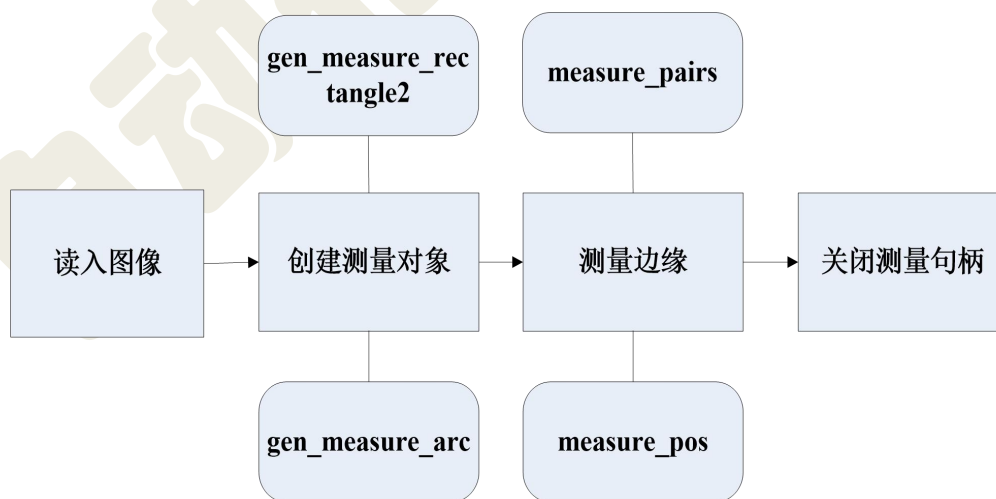 gen_measure_rec
tangle2
measure_pairs
读入图像
创建测量对象
测量边缘
关闭测量句柄
gen_measure_arc
measure_pos